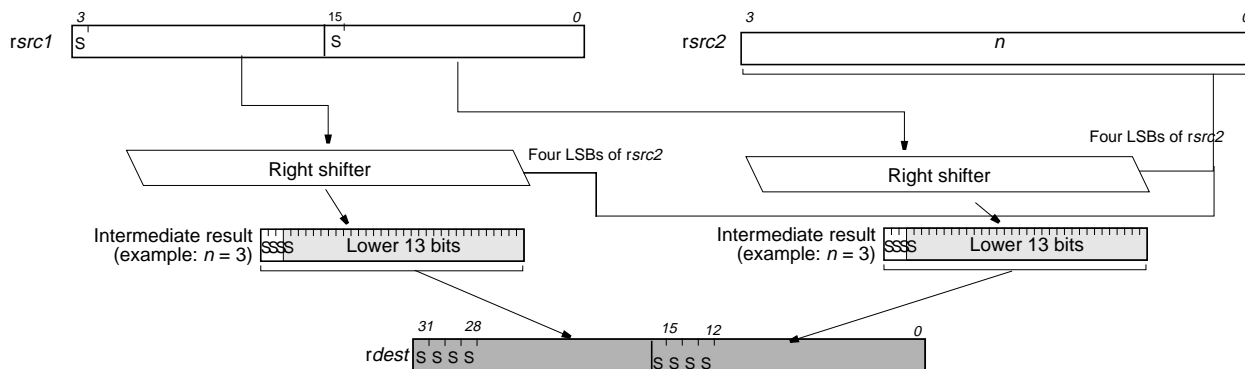 3 15 0 3 0
rsrc1 S S rsrc2 n
Four LSBs of rsrc2
Four LSBs of rsrc2
Right shifter
Right shifter
Intermediate result
(example: n = 3)
SSSS Lower 13 bits
Intermediate result
(example: n = 3)
SSSS Lower 13 bits
31 28 15 12 0
rdest S S S S S S S S